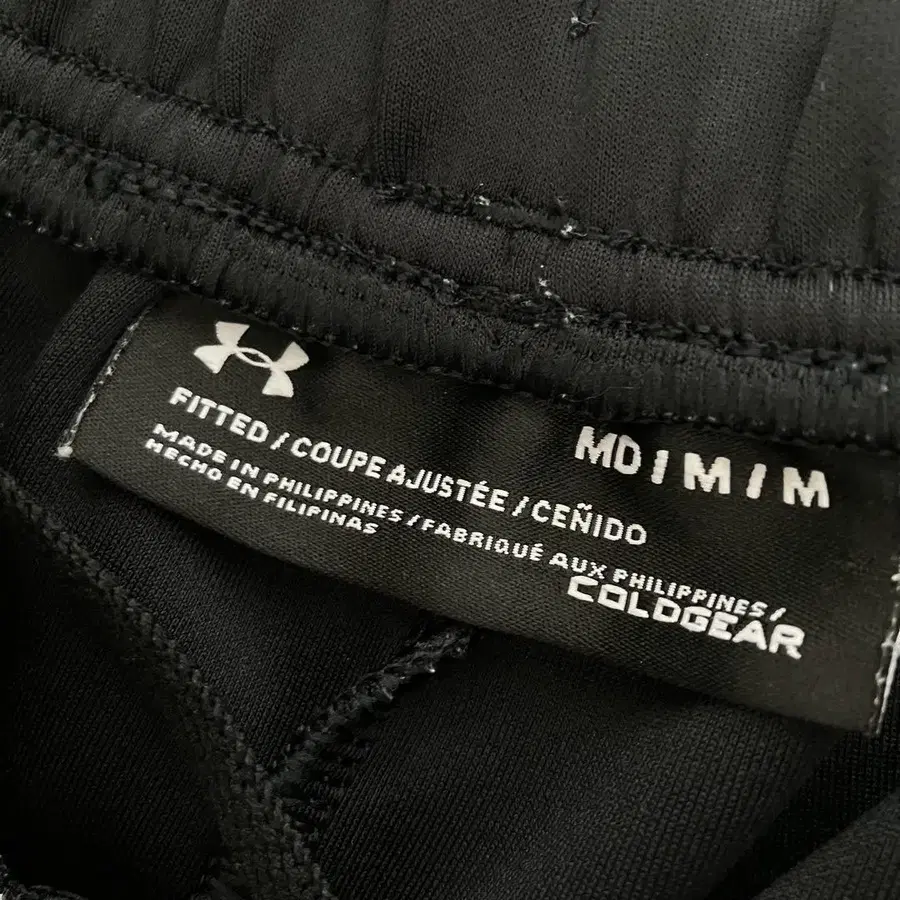 MD / M / M
FITTED / COUPE AJUSTÉE / CEÑIDO
MADE IN PHILIPPINES / FABRIQUÉ AUX PHILIPPINES /
HECHO EN FILIPINAS
COLDGEAR